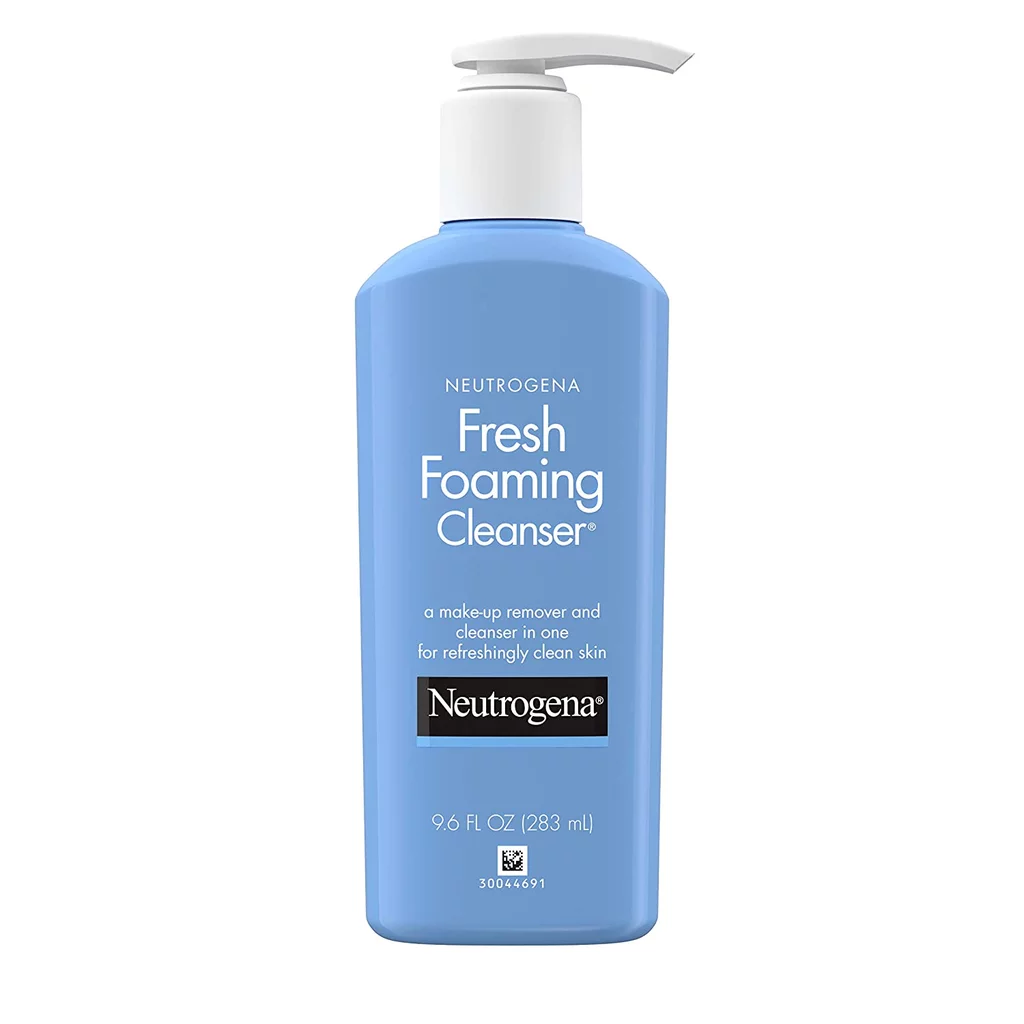 NEUTROGENA
Fresh
Foaming
Cleanser®
a make-up remover and
cleanser in one
for refreshingly clean skin
Neutrogena®
9.6 FL OZ (283 mL)
30044691